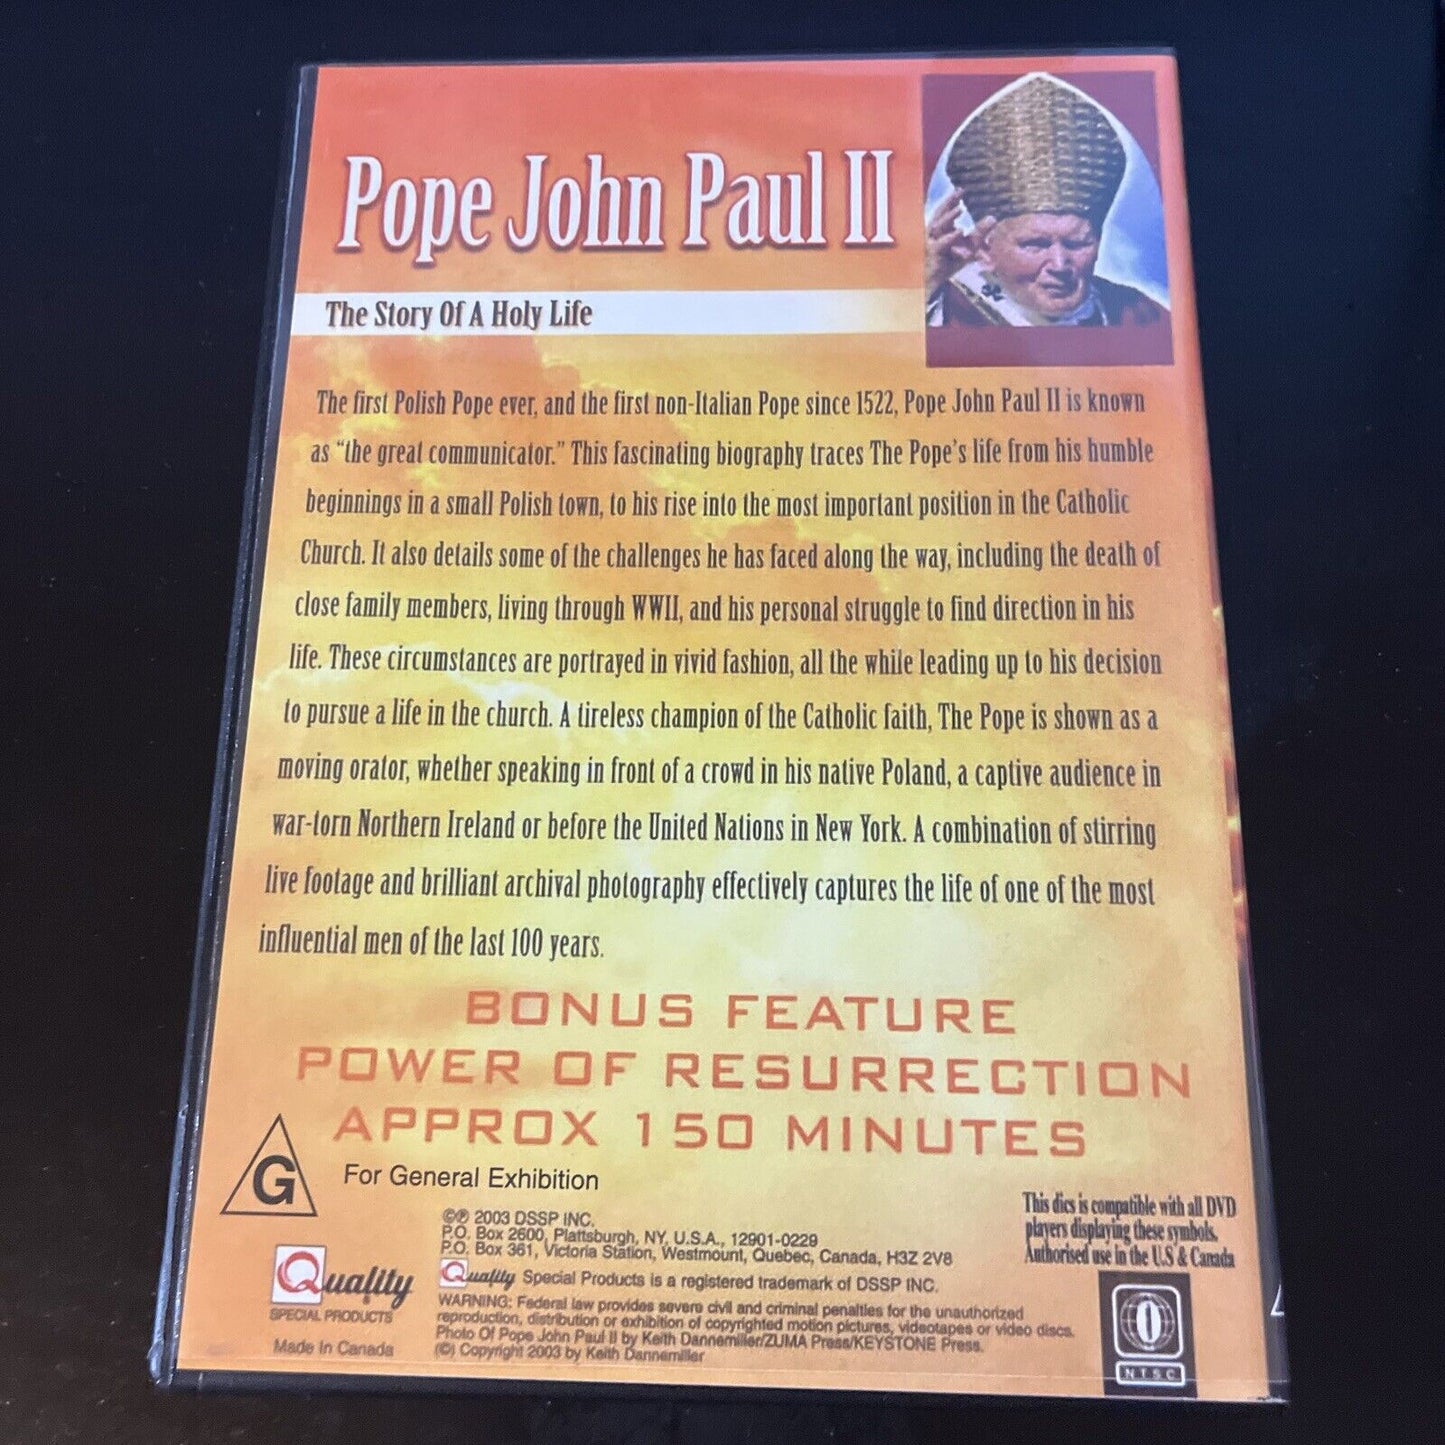 Pope John Paul II
The Story Of A Holy Life
The first Polish Pope ever, and the first non-Italian Pope since 1522, Pope John Paul II is known
as “the great communicator.” This fascinating biography traces The Pope’s life from his humble
beginnings in a small Polish town, to his rise into the most important position in the Catholic
Church. It also details some of the challenges he has faced along the way, including the death of
close family members, living through WWII, and his personal struggle to find direction in his
life. These circumstances are portrayed in vivid fashion, all the while leading up to his decision
to pursue a life in the church. A tireless champion of the Catholic faith, The Pope is shown as a
moving orator, whether speaking in front of a crowd in his native Poland, a captive audience in
war-torn Northern Ireland or before the United Nations in New York. A combination of stirring
live footage and brilliant archival photography effectively captures the life of one of the most
influential men of the last 100 years.
BONUS FEATURE
POWER OF RESURRECTION
APPROX 150 MINUTES
G
For General Exhibition
©℗ 2003 DSSP INC.
P.O. Box 2600, Plattsburgh, NY, U.S.A., 12901-0229
P.O. Box 361, Victoria Station, Westmount, Quebec, Canada, H3Z 2V8
Quality Special Products is a registered trademark of DSSP INC.
WARNING: Federal law provides severe civil and criminal penalties for the unauthorized
reproduction, distribution or exhibition of copyrighted motion pictures, videotapes or video discs.
Photo Of Pope John Paul II by Keith Dannemiller/ZUMA Press/KEYSTONE Press.
(©) Copyright 2003 by Keith Dannemiller
Quality
&
SPECIAL PRODUCTS
Made In Canada
This dics is compatible with all DVD
players displaying these symbols.
Authorised use in the U.S & Canada
0
NTSC